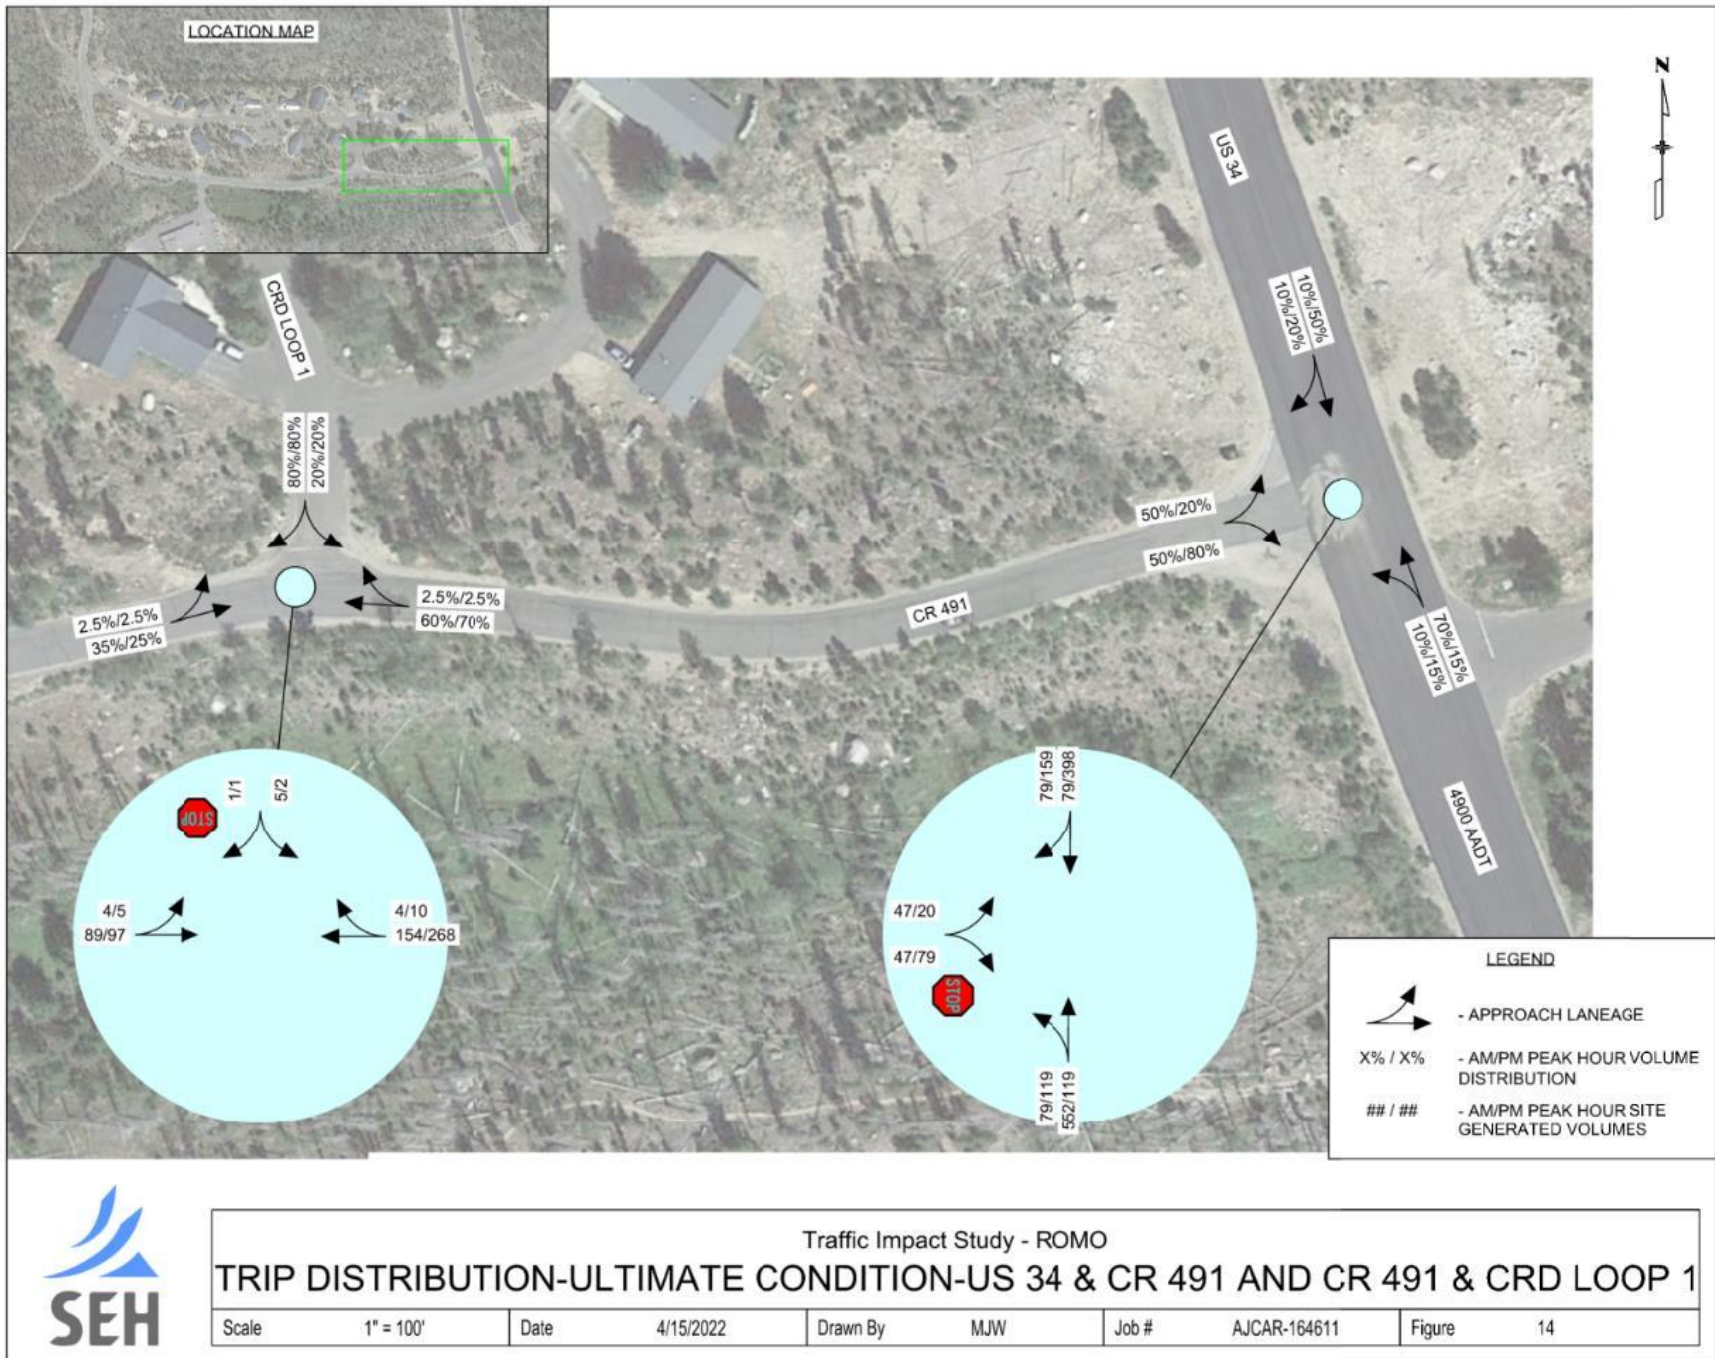 LOCATION MAP
N
US 34
CRD LOOP 1
10%/50%
10%/20%
80%/80%
20%/20%
50%/20%
50%/80%
2.5%/2.5%
35%/25%
2.5%/2.5%
60%/70%
CR 491
70%/15%
10%/15%
4900 AADT
1/1
5/2
STOP
4/5
89/97
4/10
154/268
79/159
79/398
47/20
47/79
STOP
79/119
552/119
LEGEND
- APPROACH LANEAGE
X% / X% - AM/PM PEAK HOUR VOLUME
DISTRIBUTION
## / ## - AM/PM PEAK HOUR SITE
GENERATED VOLUMES
SEH
Traffic Impact Study - ROMO
TRIP DISTRIBUTION-ULTIMATE CONDITION-US 34 & CR 491 AND CR 491 & CRD LOOP 1
Scale 1" = 100' Date 4/15/2022 Drawn By MJW Job # AJCAR-164611 Figure 14